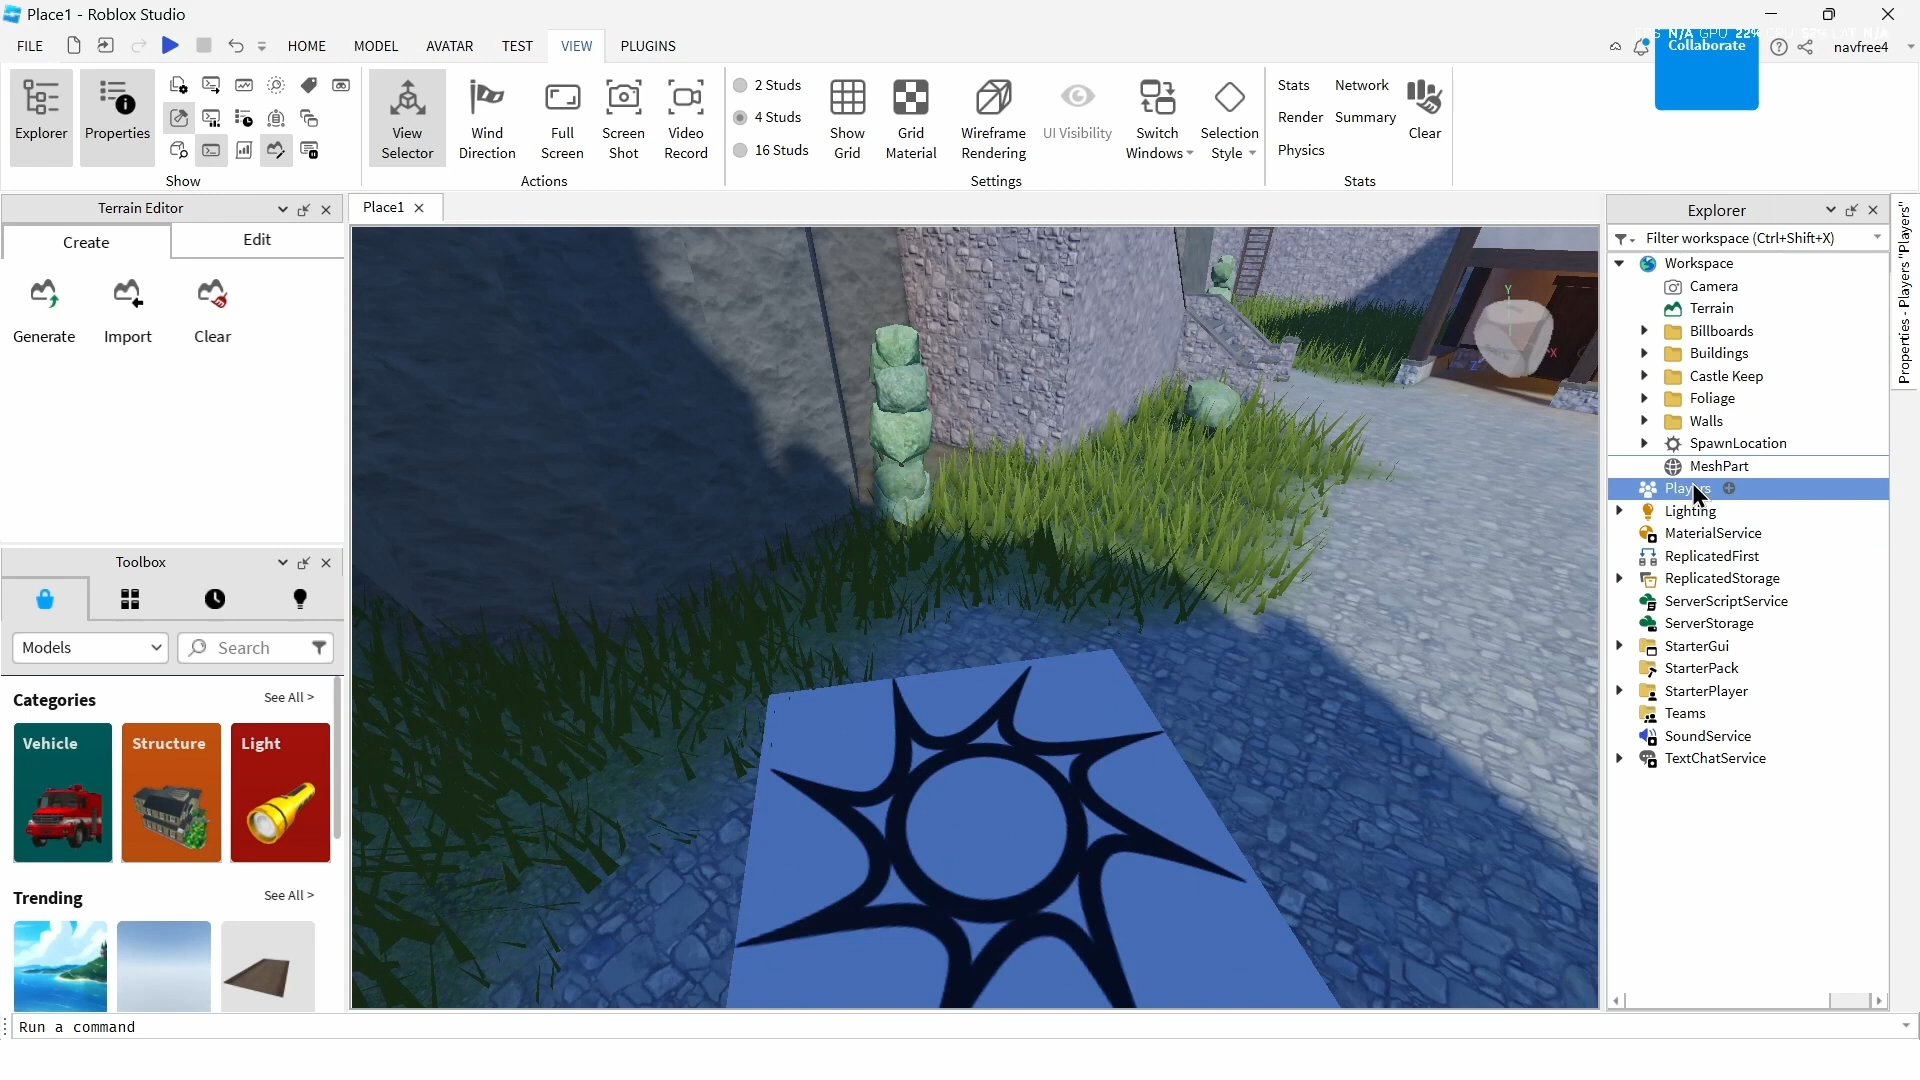 Place1 - Roblox Studio
N/A GPU 22%
FILE HOME MODEL AVATAR TEST VIEW PLUGINS Collaborate navfree4
2 Studs Stats Network
Explorer Properties View Selector Wind Direction Full Screen Screen Shot Video Record 4 Studs Show Grid Grid Material Wireframe Rendering UI Visibility Switch Windows Selection Style Render Summary Clear
16 Studs Physics
Show Actions Settings Stats
Terrain Editor
Create Edit
Generate Import Clear
Toolbox
Models Search
Categories See All >
Vehicle Structure Light
Trending See All >
Place1
Y
X
Z
Explorer
Filter workspace (Ctrl+Shift+X)
Workspace
Camera
Terrain
Billboards
Buildings
Castle Keep
Foliage
Walls
SpawnLocation
MeshPart
Players
Lighting
MaterialService
ReplicatedFirst
ReplicatedStorage
ServerScriptService
ServerStorage
StarterGui
StarterPack
StarterPlayer
Teams
SoundService
TextChatService
Properties - Players "Players"
Run a command